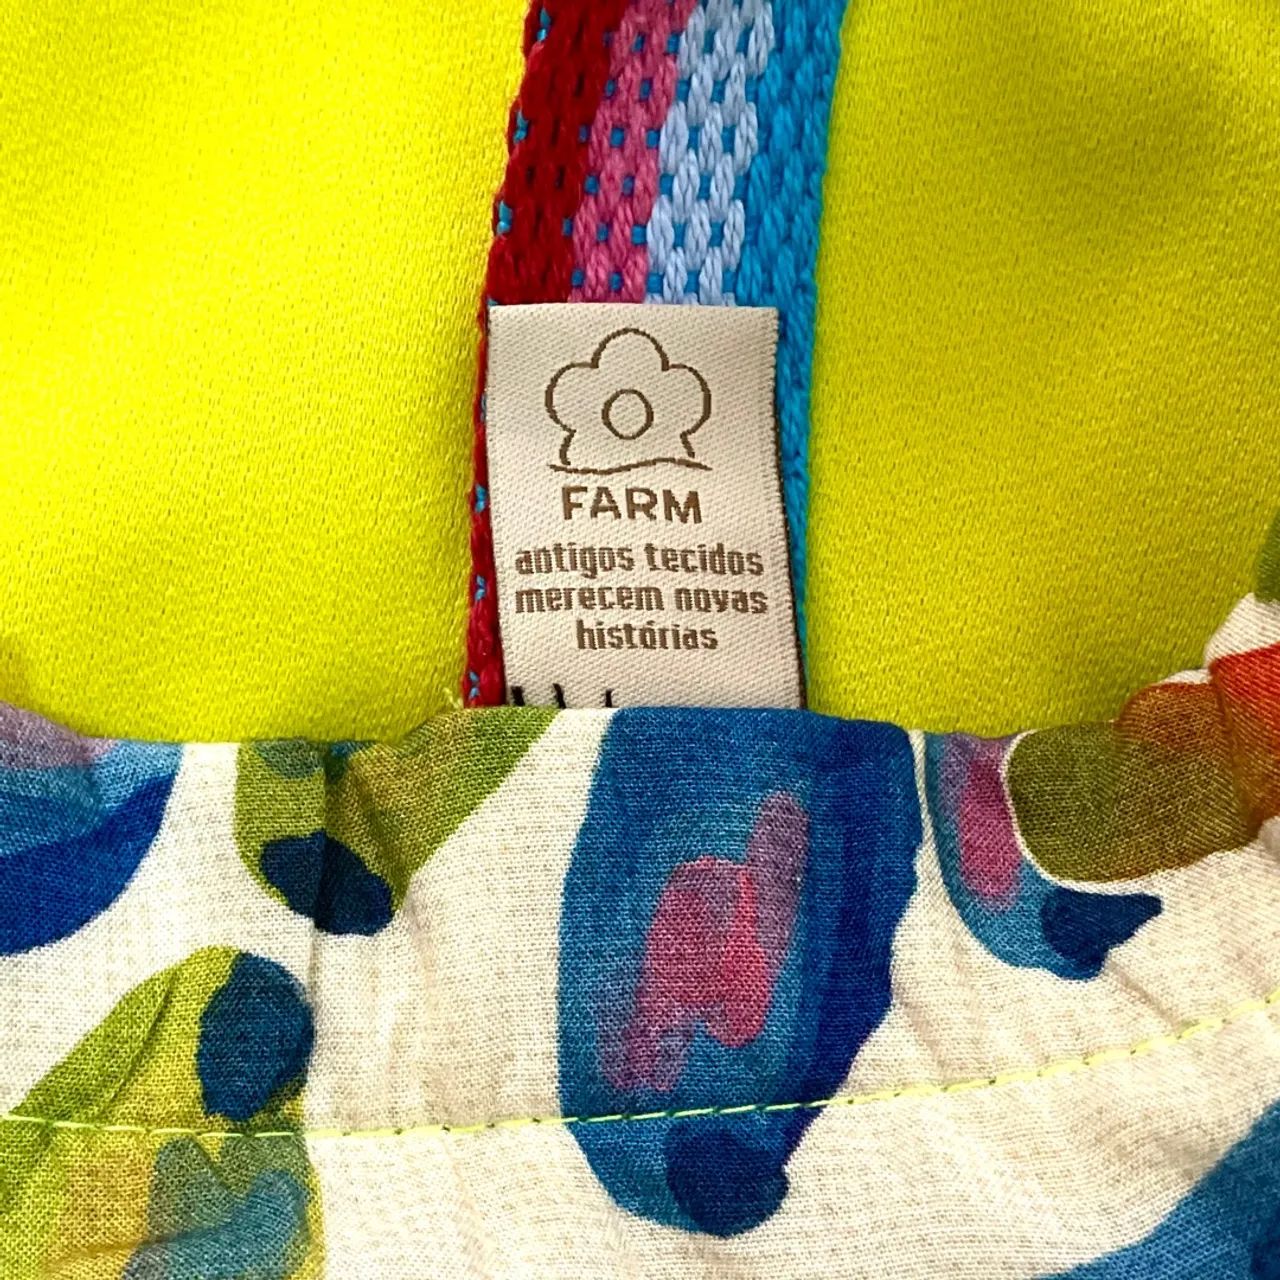 FARM
antigos tecidos
merecem novas
histórias